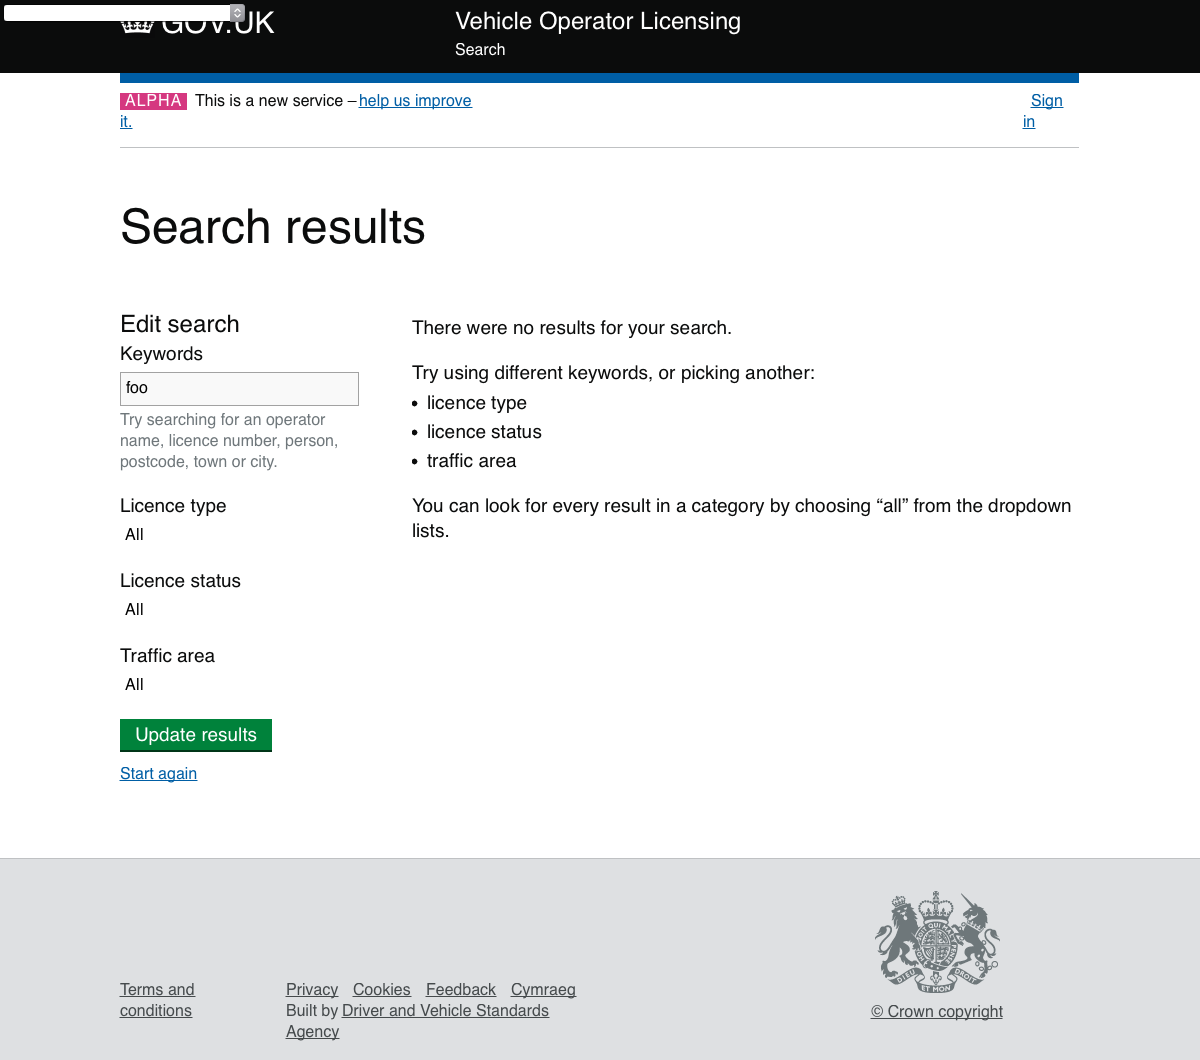 GOV.UK
Vehicle Operator Licensing
Search
ALPHA This is a new service – help us improve it.
Sign in
Search results
Edit search
Keywords
foo
Try searching for an operator
name, licence number, person,
postcode, town or city.
Licence type
All
Licence status
All
Traffic area
All
Update results
Start again
There were no results for your search.
Try using different keywords, or picking another:
• licence type
• licence status
• traffic area
You can look for every result in a category by choosing “all” from the dropdown
lists.
Terms and
conditions
Privacy Cookies Feedback Cymraeg
Built by Driver and Vehicle Standards
Agency
DIEU ET MON DROIT
© Crown copyright